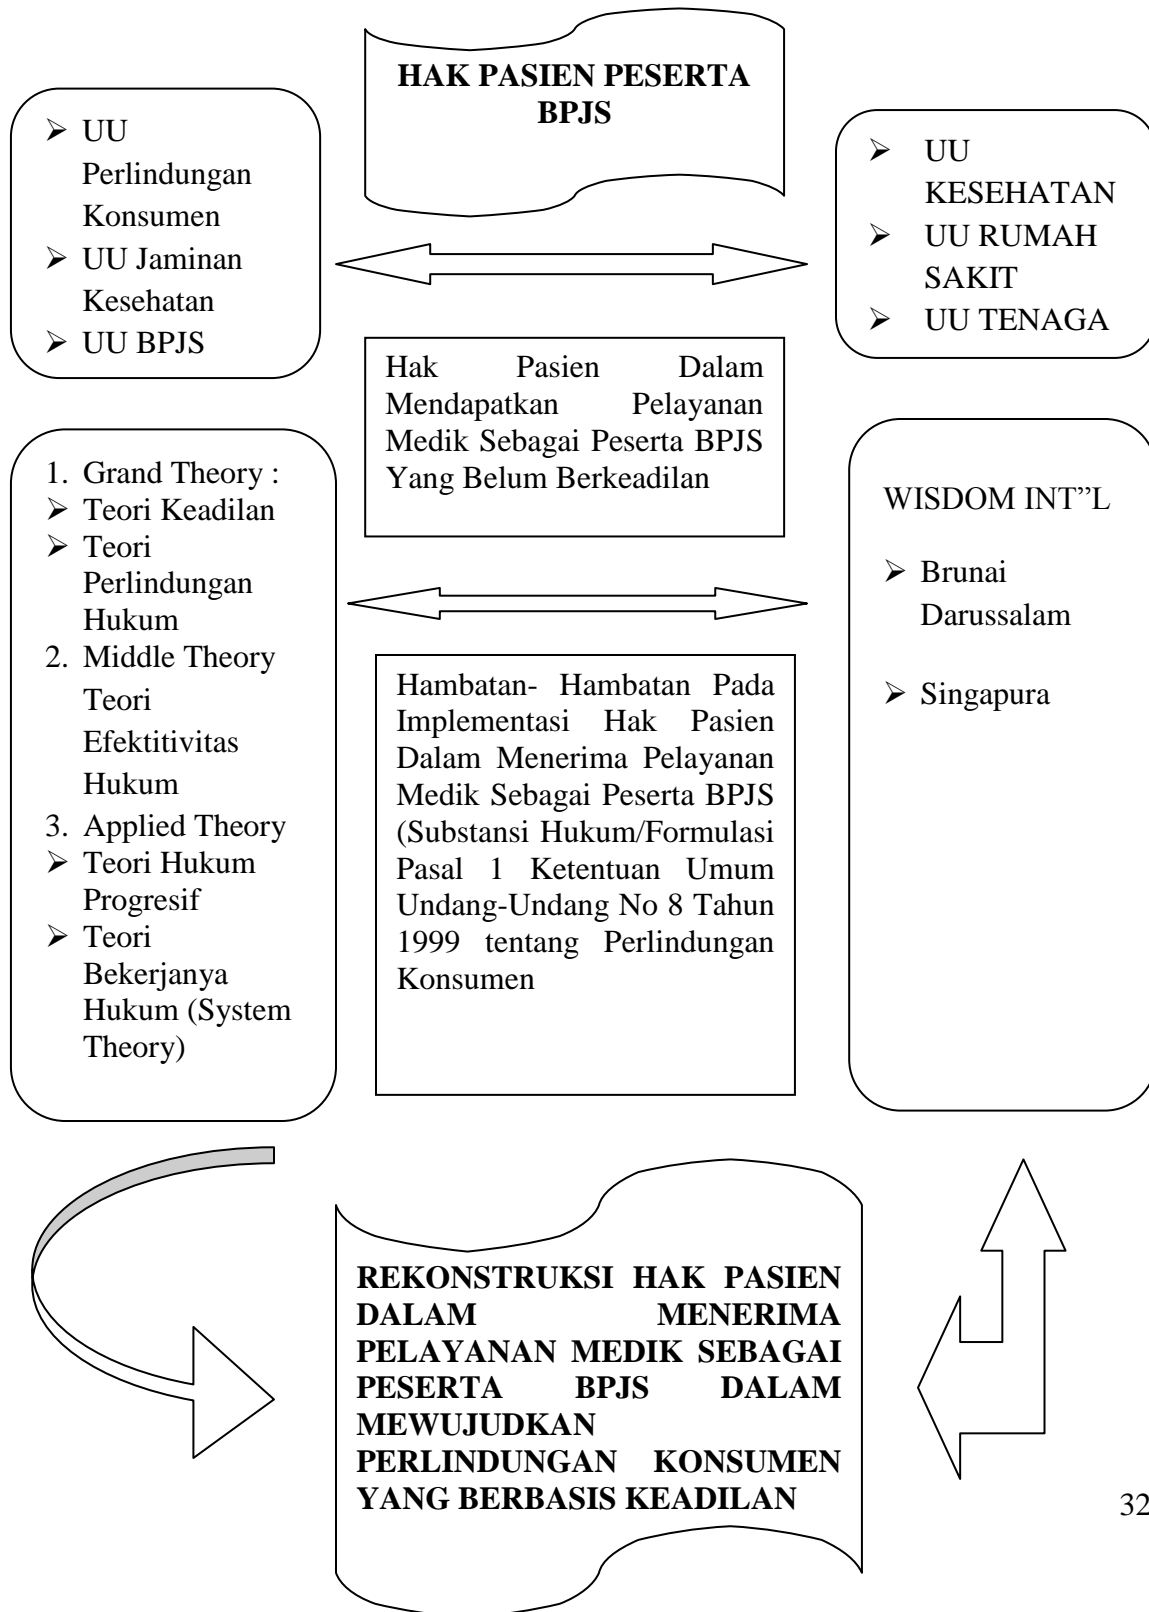 HAK PASIEN PESERTA
BPJS
➢ UU
Perlindungan
Konsumen
➢ UU Jaminan
Kesehatan
➢ UU BPJS
➢ UU
KESEHATAN
➢ UU RUMAH
SAKIT
➢ UU TENAGA
Hak Pasien Dalam
Mendapatkan Pelayanan
Medik Sebagai Peserta BPJS
Yang Belum Berkeadilan
1. Grand Theory :
➢ Teori Keadilan
➢ Teori
Perlindungan
Hukum
2. Middle Theory
Teori
Efektitivitas
Hukum
3. Applied Theory
➢ Teori Hukum
Progresif
➢ Teori
Bekerjanya
Hukum (System
Theory)
Hambatan- Hambatan Pada
Implementasi Hak Pasien
Dalam Menerima Pelayanan
Medik Sebagai Peserta BPJS
(Substansi Hukum/Formulasi
Pasal 1 Ketentuan Umum
Undang-Undang No 8 Tahun
1999 tentang Perlindungan
Konsumen
WISDOM INT”L
➢ Brunai
Darussalam
➢ Singapura
REKONSTRUKSI HAK PASIEN
DALAM MENERIMA
PELAYANAN MEDIK SEBAGAI
PESERTA BPJS DALAM
MEWUJUDKAN
PERLINDUNGAN KONSUMEN
YANG BERBASIS KEADILAN
32